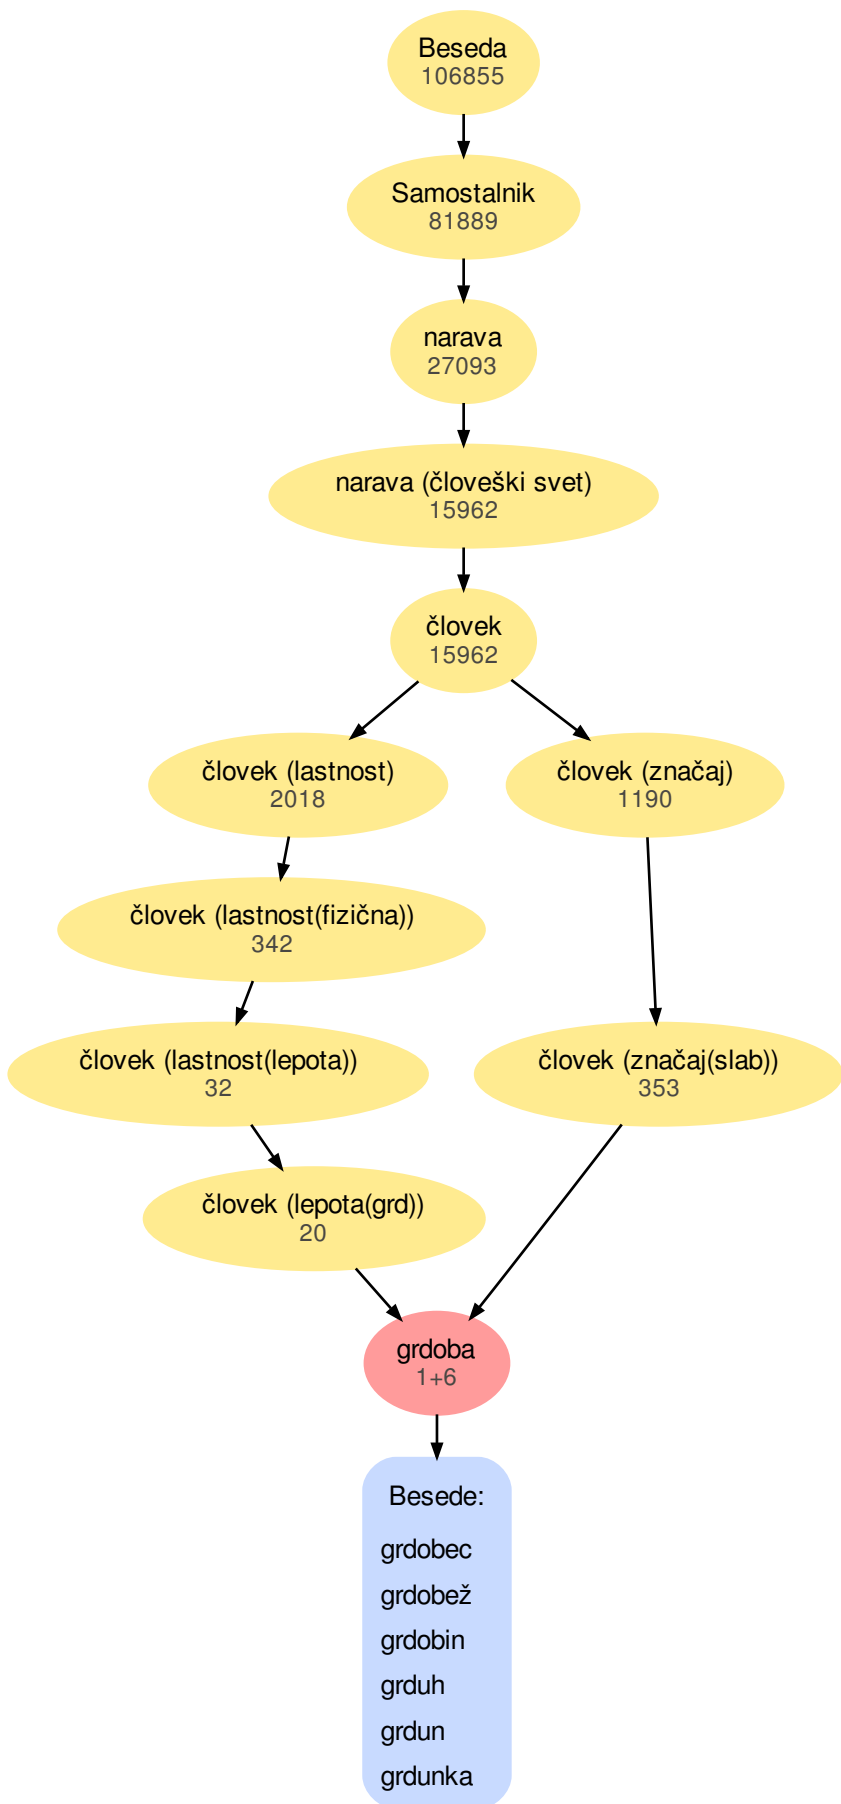 Beseda
106855
Samostalnik
81889
narava
27093
narava (človeški svet)
15962
človek
15962
človek (lastnost)
2018
človek (značaj)
1190
človek (lastnost(fizična))
342
človek (lastnost(lepota))
32
človek (značaj(slab))
353
človek (lepota(grd))
20
grdoba
1+6
Besede:
grdobec
grdobež
grdobin
grduh
grdun
grdunka